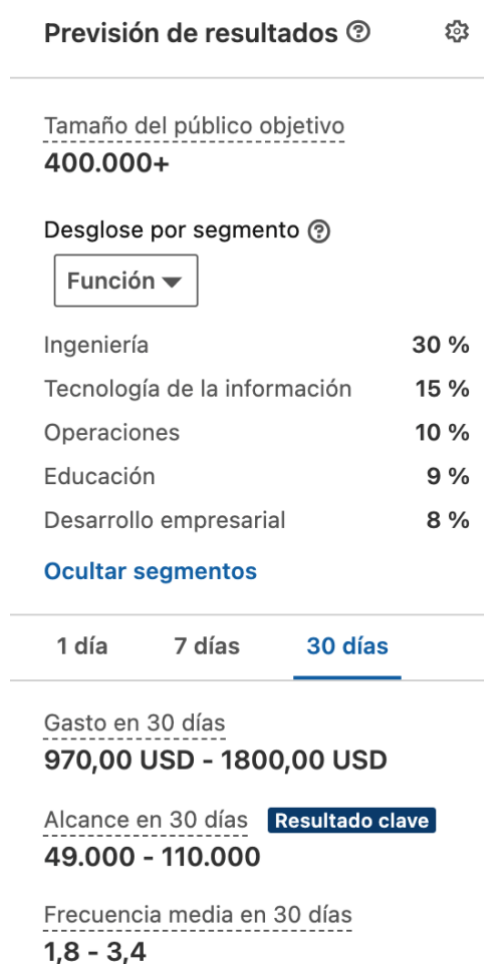 Previsión de resultados
Tamaño del público objetivo
400.000+
Desglose por segmento
Función
Ingeniería 30 %
Tecnología de la información 15 %
Operaciones 10 %
Educación 9 %
Desarrollo empresarial 8 %
Ocultar segmentos
1 día 7 días 30 días
Gasto en 30 días
970,00 USD - 1800,00 USD
Alcance en 30 días Resultado clave
49.000 - 110.000
Frecuencia media en 30 días
1,8 - 3,4